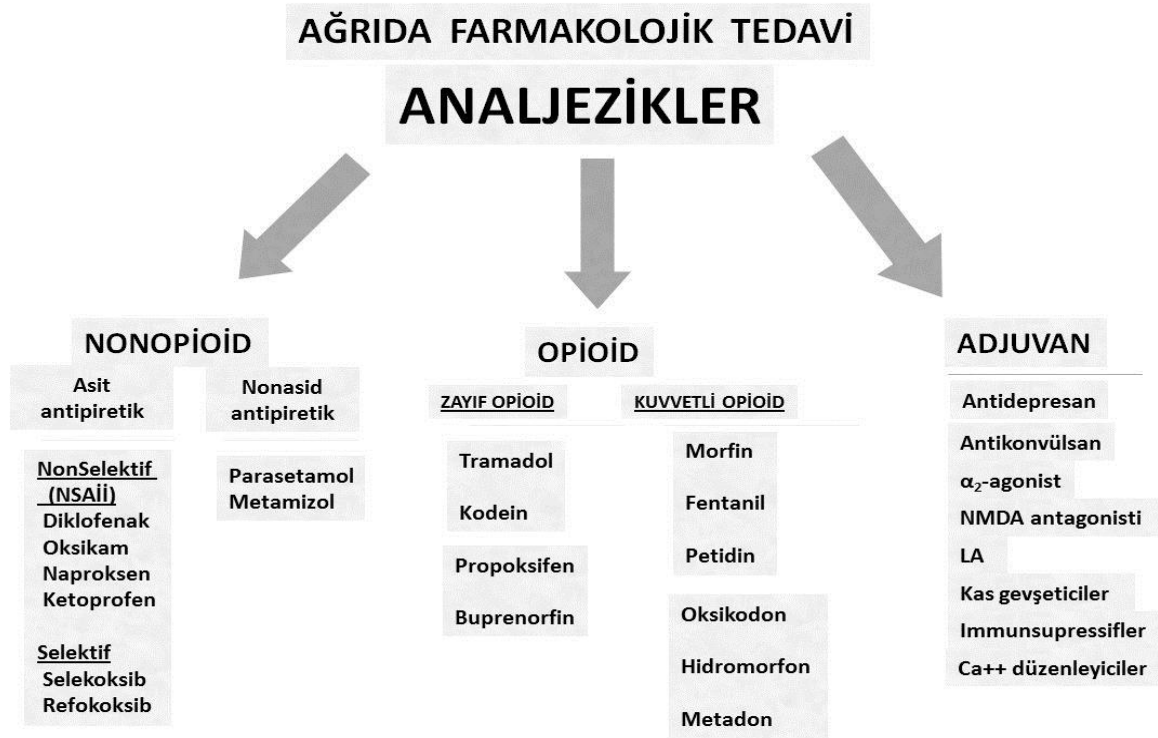 AĞRIDA FARMAKOLOJİK TEDAVİ
ANALJEZİKLER
NONOPİOİD
Asit
antipiretik
NonSelektif
(NSAİİ)
Diklofenak
Oksikam
Naproksen
Ketoprofen
Selektif
Selekoksib
Refokoksib
Nonasid
antipiretik
Parasetamol
Metamizol
OPİOİD
ZAYIF OPİOİD
Tramadol
Kodein
Propoksifen
Buprenorfin
KUVVETLİ OPİOİD
Morfin
Fentanil
Petidin
Oksikodon
Hidromorfon
Metadon
ADJUVAN
Antidepresan
Antikonvülsan
α₂-agonist
NMDA antagonisti
LA
Kas gevşeticiler
Immunsupressifler
Ca++ düzenleyiciler